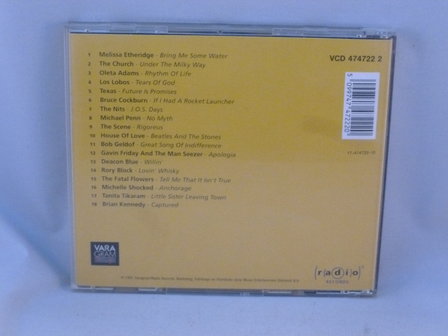 VCD 474722 2
1 Melissa Etheridge - Bring Me Some Water
2 The Church - Under The Milky Way
3 Oleta Adams - Rhythm Of Life
4 Los Lobos - Tears Of God
5 Texas - Future is Promises
6 Bruce Cockburn - If I Had A Rocket Launcher
7 The Nits - J.O.S. Days
8 Michael Penn - No Myth
9 The Scene - Rigoreus
10 House Of Love - Beatles And The Stones
11 Bob Geldof - Great Song Of Indifference
12 Gavin Friday And The Man Seezer - Apologia
13 Deacon Blue - Willin'
14 Rory Block - Lovin' Whisky
15 The Fatal Flowers - Tell Me That It Isn't True
16 Michelle Shocked - Anchorage
17 Tanita Tikaram - Little Sister Leaving Town
18 Brian Kennedy - Captured
5 099747 472220
VARA
GRAM
radio
RECORDS